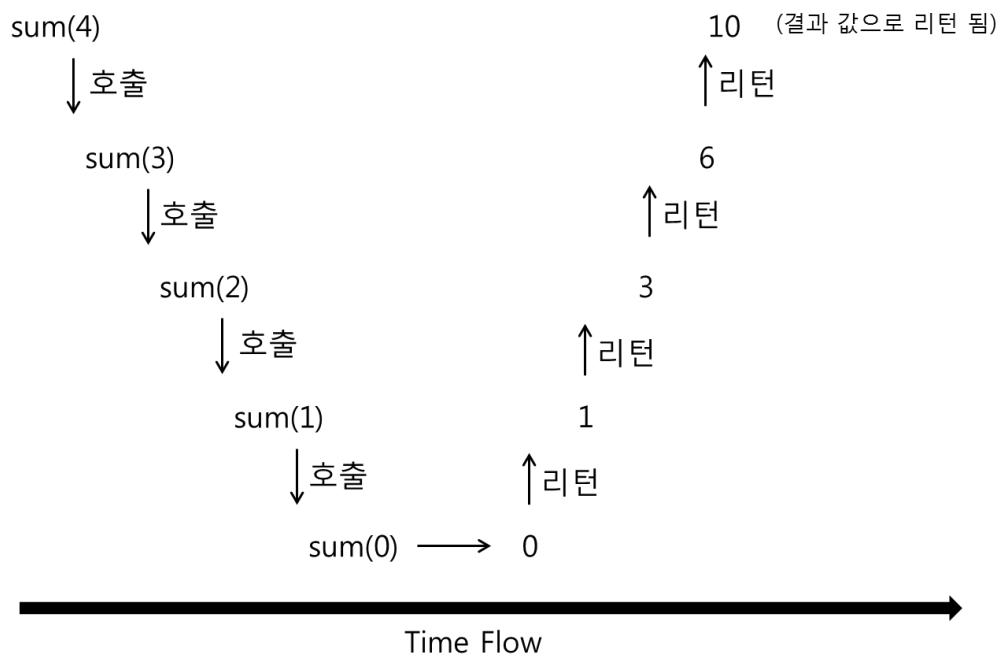 sum(4)
10 (결과 값으로 리턴 됨)
호출
리턴
sum(3)
6
호출
리턴
sum(2)
3
호출
리턴
sum(1)
1
호출
리턴
sum(0)
0
Time Flow